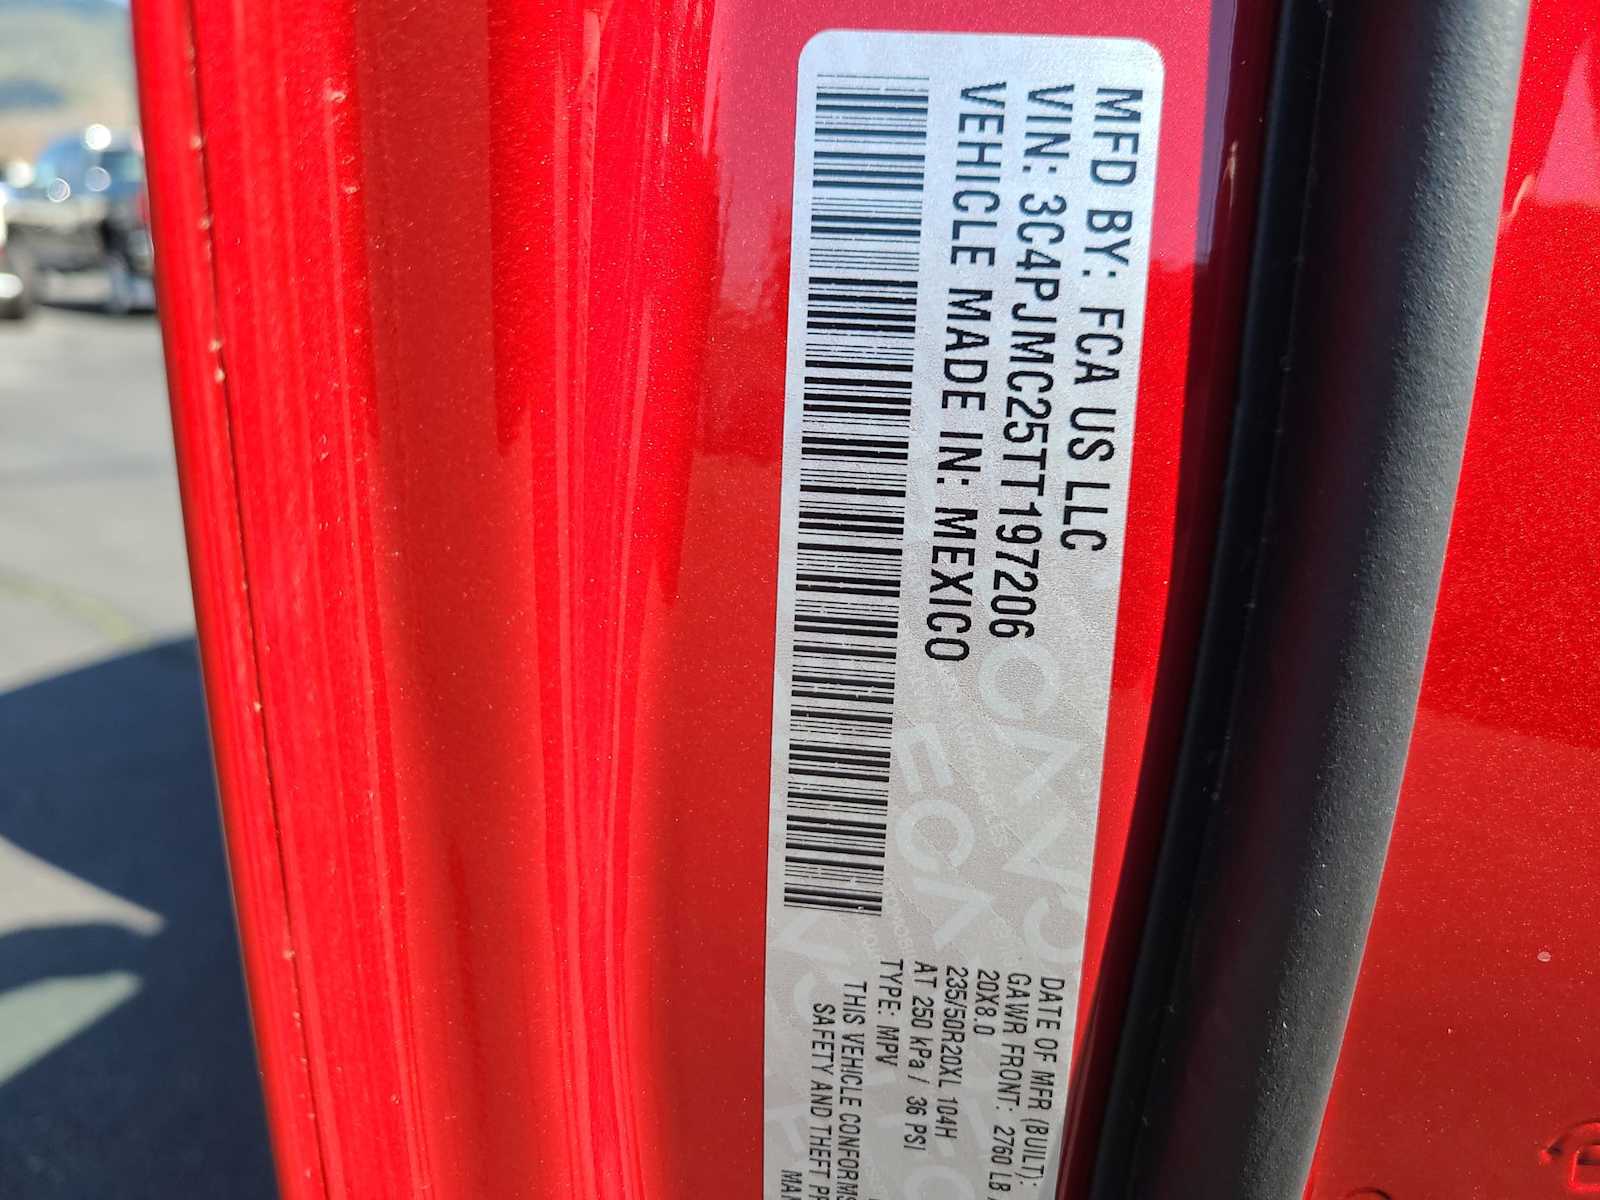 MFD BY: FCA US LLC
VIN: 3C4PJMC25TT197206
VEHICLE MADE IN: MEXICO
DATE OF MFR (BUILT):
GAWR FRONT: 2760 LB
20X8.0
235/50R20XL 104H
AT 250 kPa / 36 PSI
TYPE: MPV
THIS VEHICLE CONFORMS
SAFETY AND THEFT